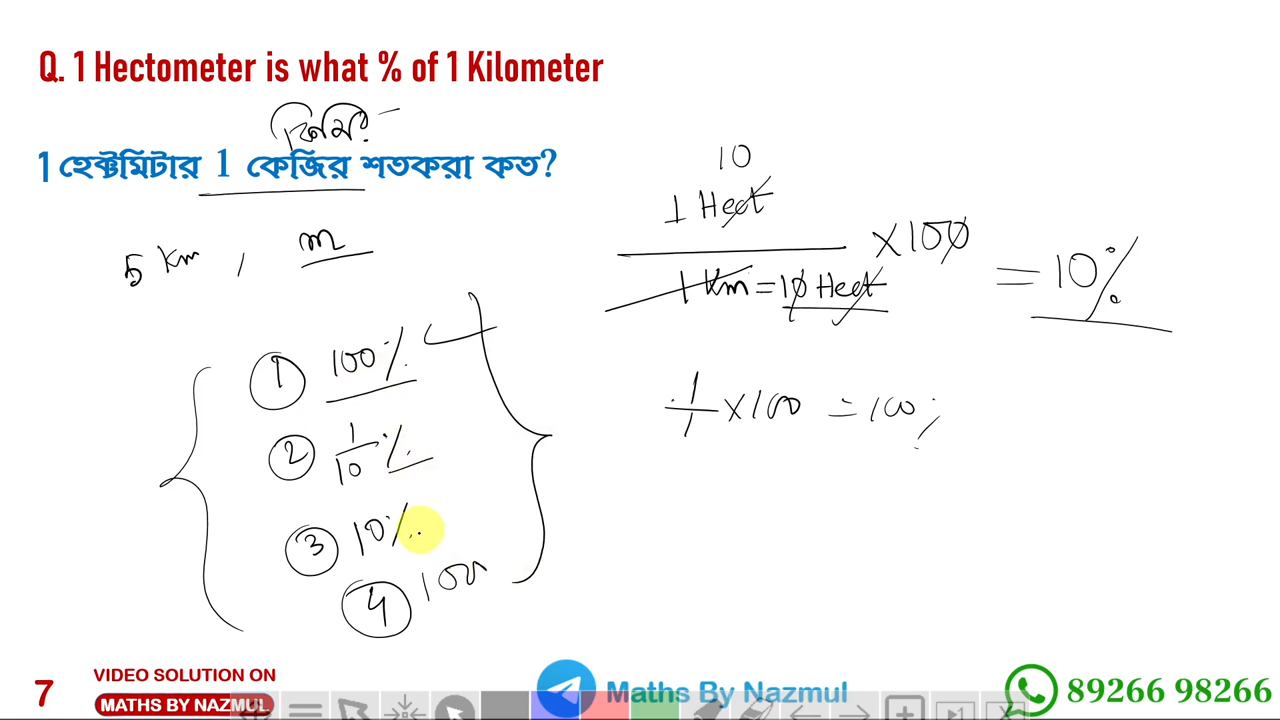 Q. 1 Hectometer is what % of 1 Kilometer
কিমি:
1 হেক্টমিটার 1 কেজির শতকরা কত?
5 Km , m
10
1 Hect
1 Km = 10 Hect
×100
= 10%
1/1 ×100 = 100%
1 100%
2 1/10 %
3 10%
4 100
7
VIDEO SOLUTION ON
MATHS BY NAZMUL
Maths By Nazmul
89266 98266